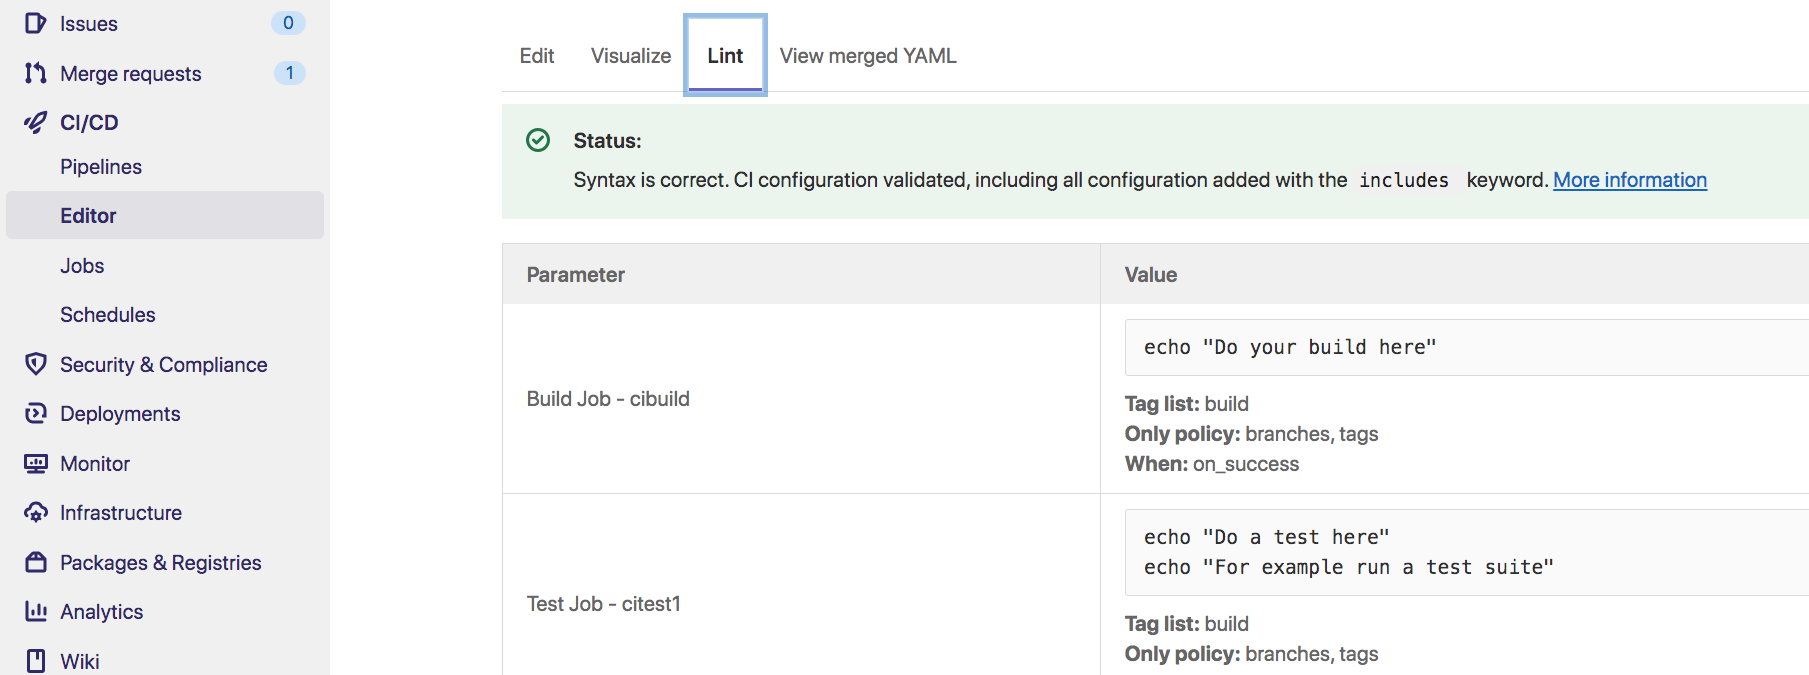 Issues 0
Merge requests 1
CI/CD
Pipelines
Editor
Jobs
Schedules
Security & Compliance
Deployments
Monitor
Infrastructure
Packages & Registries
Analytics
Wiki
Edit Visualize Lint View merged YAML
Status:
Syntax is correct. CI configuration validated, including all configuration added with the includes keyword. More information
Parameter Value
Build Job - cibuild
echo "Do your build here"
Tag list: build
Only policy: branches, tags
When: on_success
Test Job - citest1
echo "Do a test here"
echo "For example run a test suite"
Tag list: build
Only policy: branches, tags